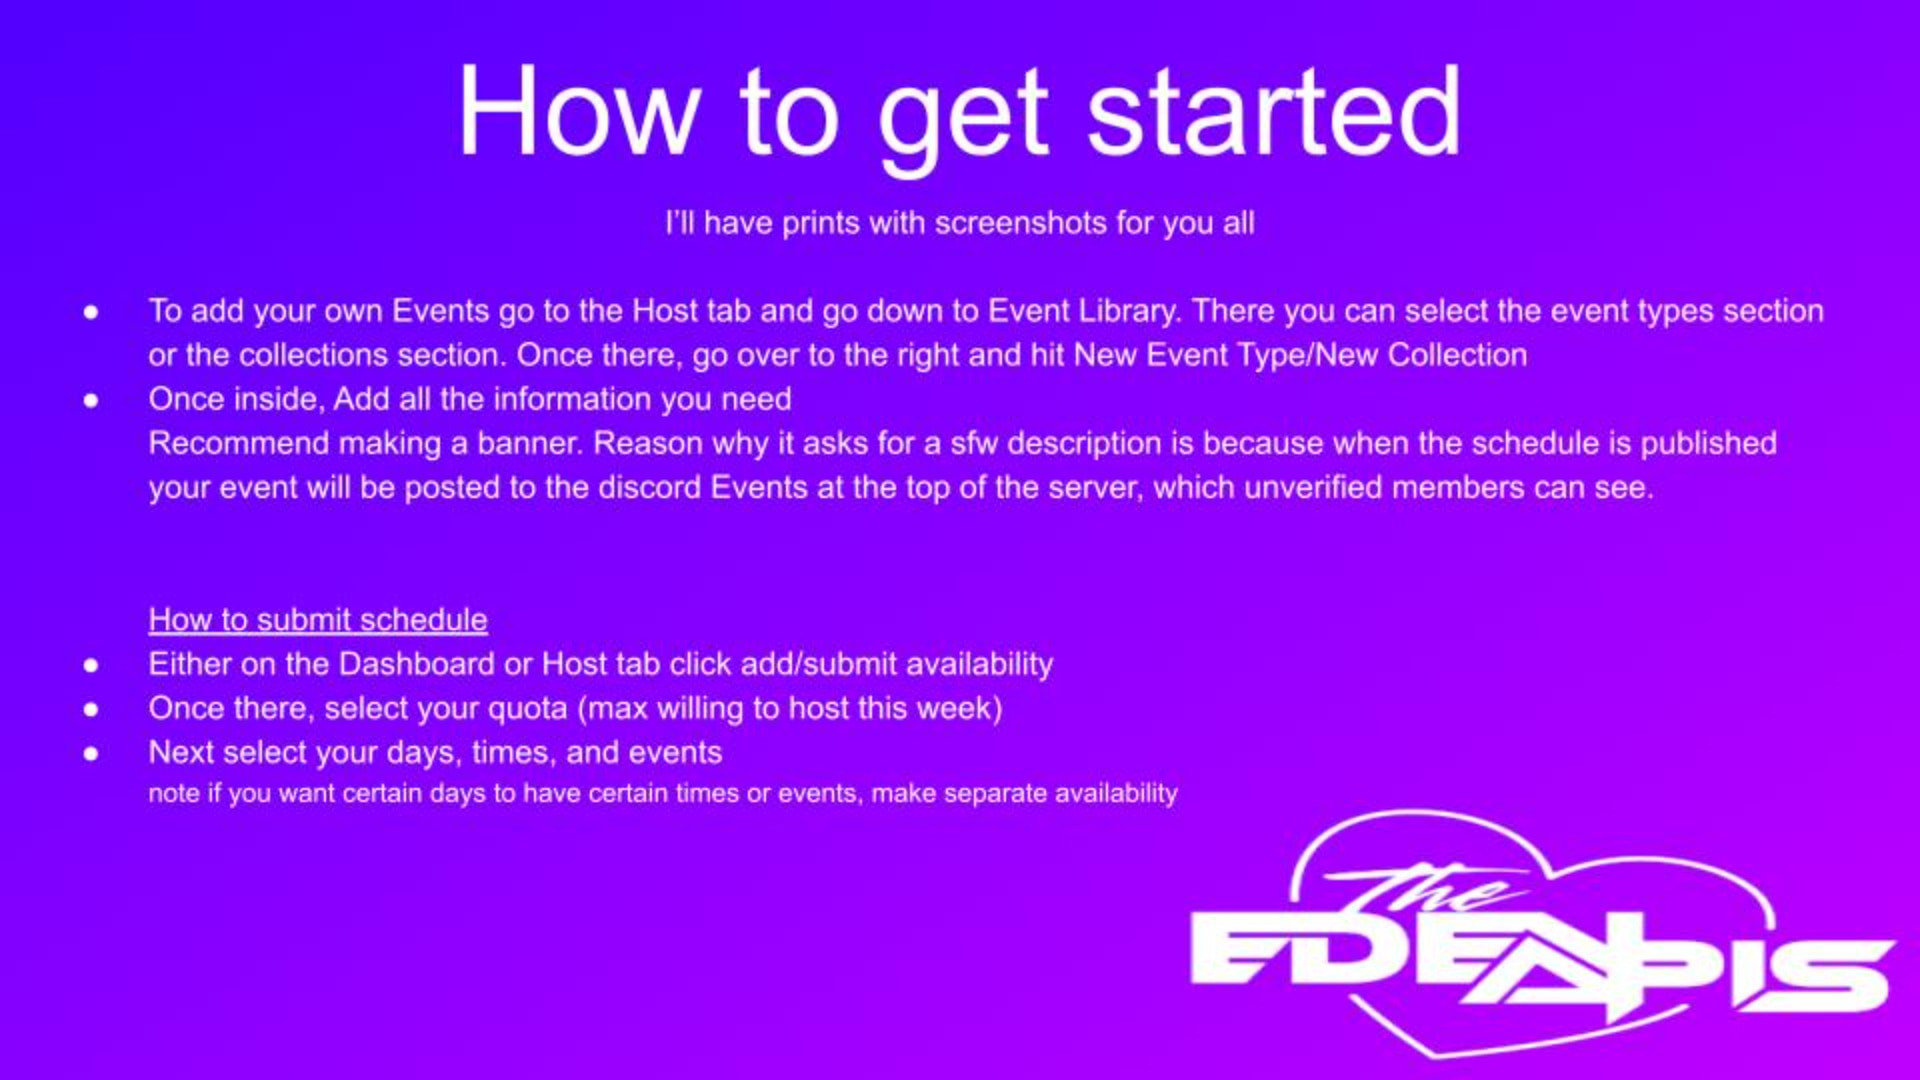 How to get started
I'll have prints with screenshots for you all
● To add your own Events go to the Host tab and go down to Event Library. There you can select the event types section
or the collections section. Once there, go over to the right and hit New Event Type/New Collection
● Once inside, Add all the information you need
Recommend making a banner. Reason why it asks for a sfw description is because when the schedule is published
your event will be posted to the discord Events at the top of the server, which unverified members can see.
How to submit schedule
● Either on the Dashboard or Host tab click add/submit availability
● Once there, select your quota (max willing to host this week)
● Next select your days, times, and events
note if you want certain days to have certain times or events, make separate availability
The
EDEN APIS